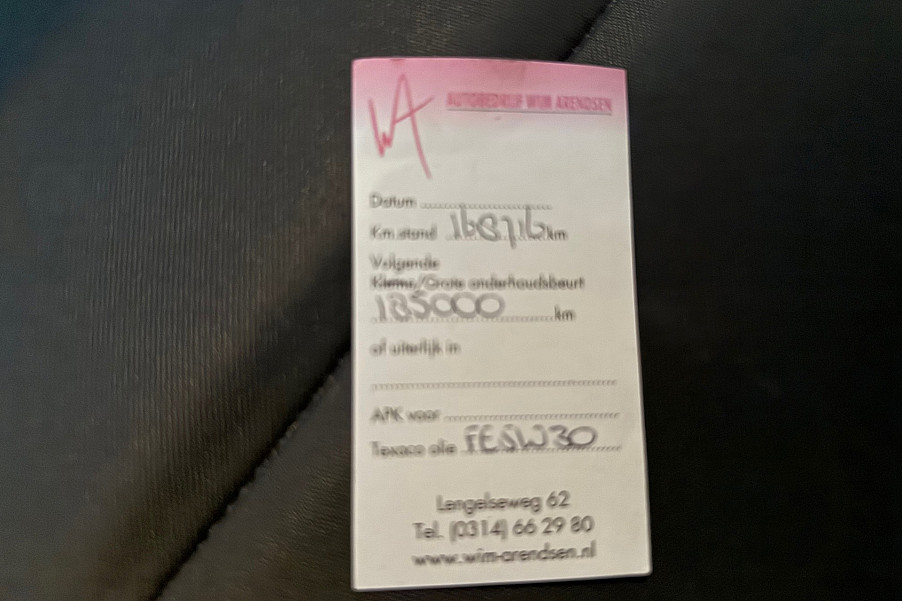 WA
AUTOBEDRIJF WIM ARENDSEN
Datum
Km.stand 168716 km
Volgende
Kleine/Grote onderhoudsbeurt
185000 km
of uiterlijk in
APK voor
Texaco olie FE5W30
Lengelseweg 62
Tel. (0314) 66 29 80
www.wim-arendsen.nl